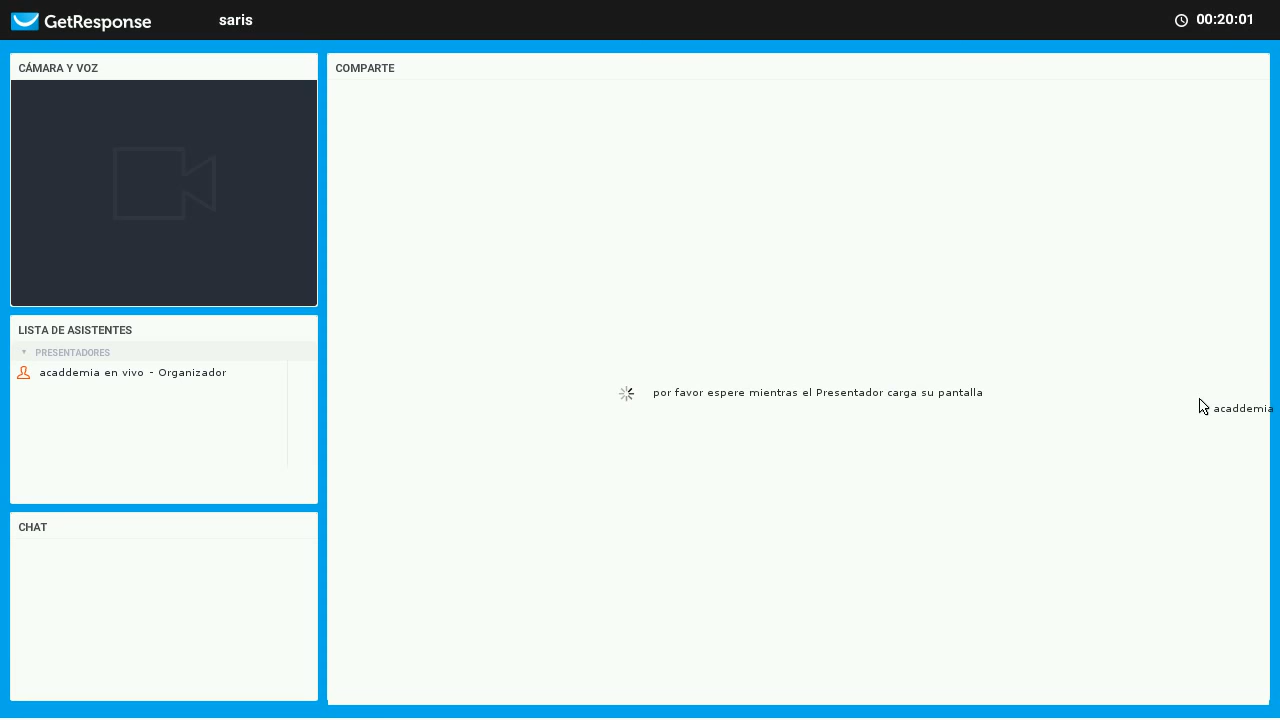 GetResponse
saris
00:20:01
CÁMARA Y VOZ
COMPARTE
LISTA DE ASISTENTES
PRESENTADORES
acaddemia en vivo - Organizador
por favor espere mientras el Presentador carga su pantalla
acaddemia
CHAT